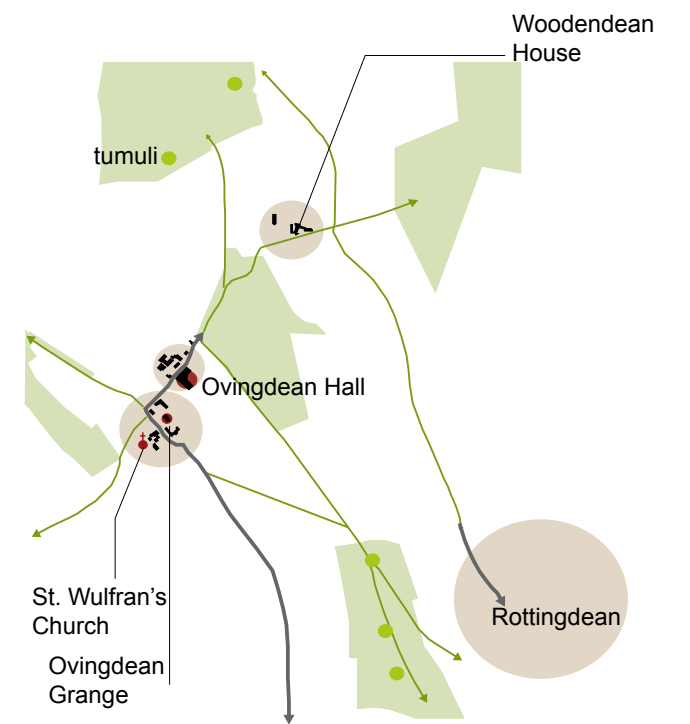 Woodendean
House
tumuli
Ovingdean Hall
St. Wulfran's
Church
Rottingdean
Ovingdean
Grange